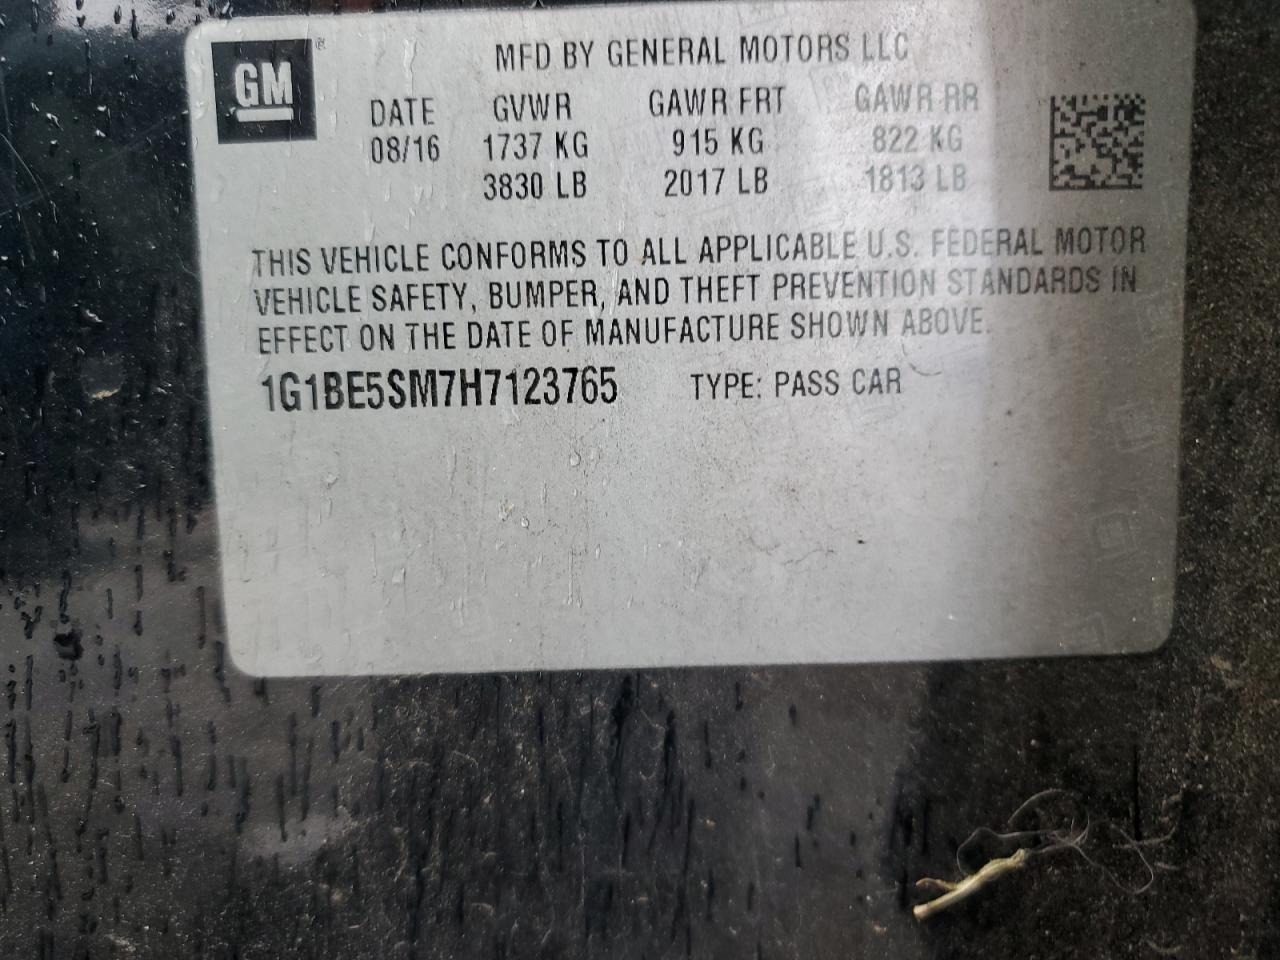 GM ®
MFD BY GENERAL MOTORS LLC
DATE GVWR GAWR FRT GAWR RR
08/16 1737 KG 915 KG 822 KG
3830 LB 2017 LB 1813 LB
THIS VEHICLE CONFORMS TO ALL APPLICABLE U.S. FEDERAL MOTOR
VEHICLE SAFETY, BUMPER, AND THEFT PREVENTION STANDARDS IN
EFFECT ON THE DATE OF MANUFACTURE SHOWN ABOVE.
1G1BE5SM7H7123765 TYPE: PASS CAR